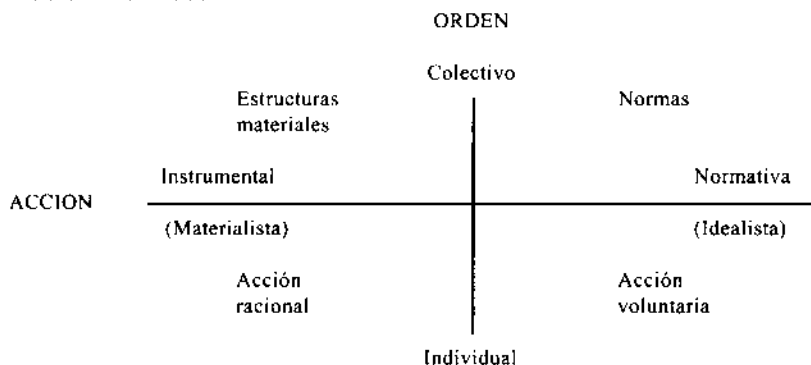 ORDEN
Colectivo
Estructuras
materiales
Normas
Instrumental
Normativa
ACCION
(Materialista)
(Idealista)
Acción
racional
Acción
voluntaria
Individual